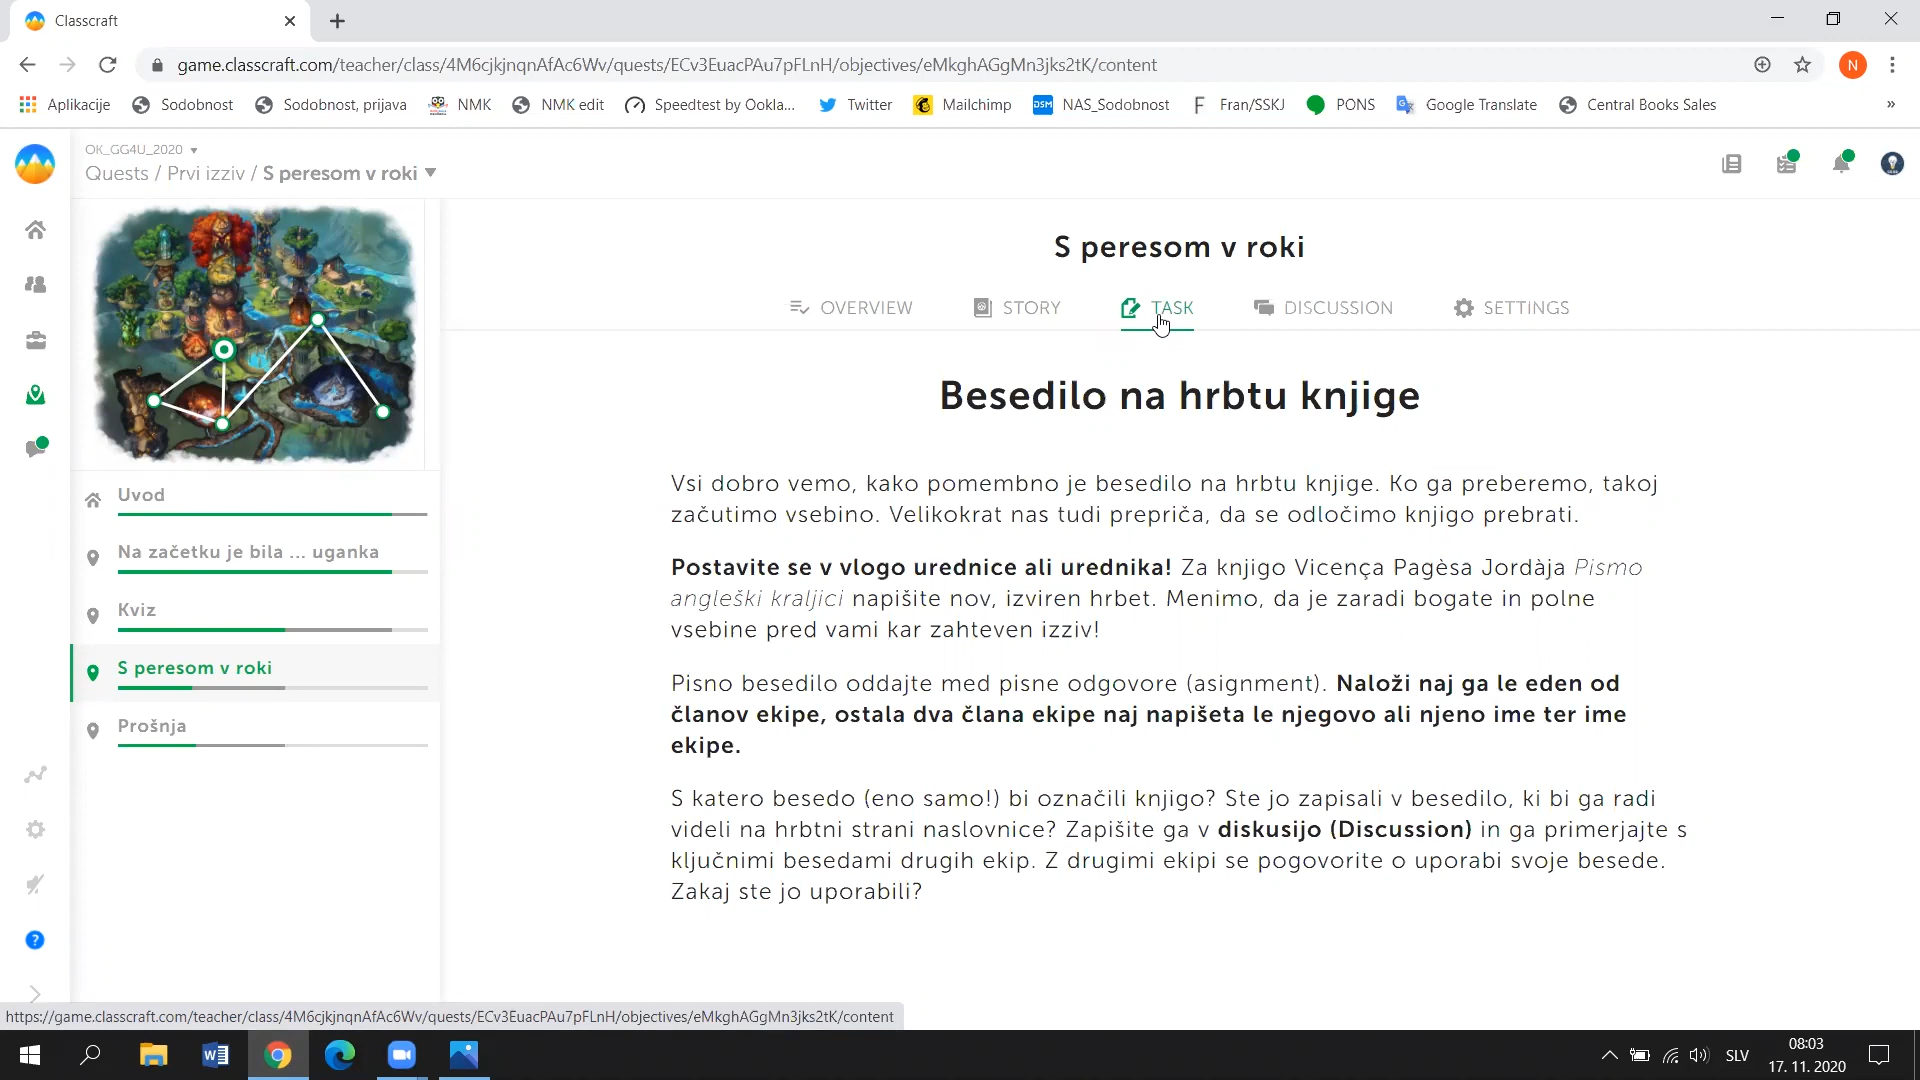 Classcraft
game.classcraft.com/teacher/class/4M6cjkjnqnAfAc6Wv/quests/ECv3EuacPAu7pFLnH/objectives/eMkghAGgMn3jks2tK/content
N
Aplikacije
Sodobnost
Sodobnost, prijava
NMK
NMK edit
Speedtest by Ookla...
Twitter
Mailchimp
DSM
NAS_Sodobnost
F
Fran/SSKJ
PONS
Google Translate
Central Books Sales
»
OK_GG4U_2020
Quests / Prvi izziv / S peresom v roki
Uvod
Na začetku je bila ... uganka
Kviz
S peresom v roki
Prošnja
?
S peresom v roki
OVERVIEW
STORY
TASK
DISCUSSION
SETTINGS
Besedilo na hrbtu knjige
Vsi dobro vemo, kako pomembno je besedilo na hrbtu knjige. Ko ga preberemo, takoj
začutimo vsebino. Velikokrat nas tudi prepriča, da se odločimo knjigo prebrati.
Postavite se v vlogo urednice ali urednika! Za knjigo Vicença Pagèsa Jordàja Pismo
angleški kraljici napišite nov, izviren hrbet. Menimo, da je zaradi bogate in polne
vsebine pred vami kar zahteven izziv!
Pisno besedilo oddajte med pisne odgovore (asignment). Naloži naj ga le eden od
članov ekipe, ostala dva člana ekipe naj napišeta le njegovo ali njeno ime ter ime
ekipe.
S katero besedo (eno samo!) bi označili knjigo? Ste jo zapisali v besedilo, ki bi ga radi
videli na hrbtni strani naslovnice? Zapišite ga v diskusijo (Discussion) in ga primerjajte s
ključnimi besedami drugih ekip. Z drugimi ekipi se pogovorite o uporabi svoje besede.
Zakaj ste jo uporabili?
https://game.classcraft.com/teacher/class/4M6cjkjnqnAfAc6Wv/quests/ECv3EuacPAu7pFLnH/objectives/eMkghAGgMn3jks2tK/content
SLV
08:03
17. 11. 2020